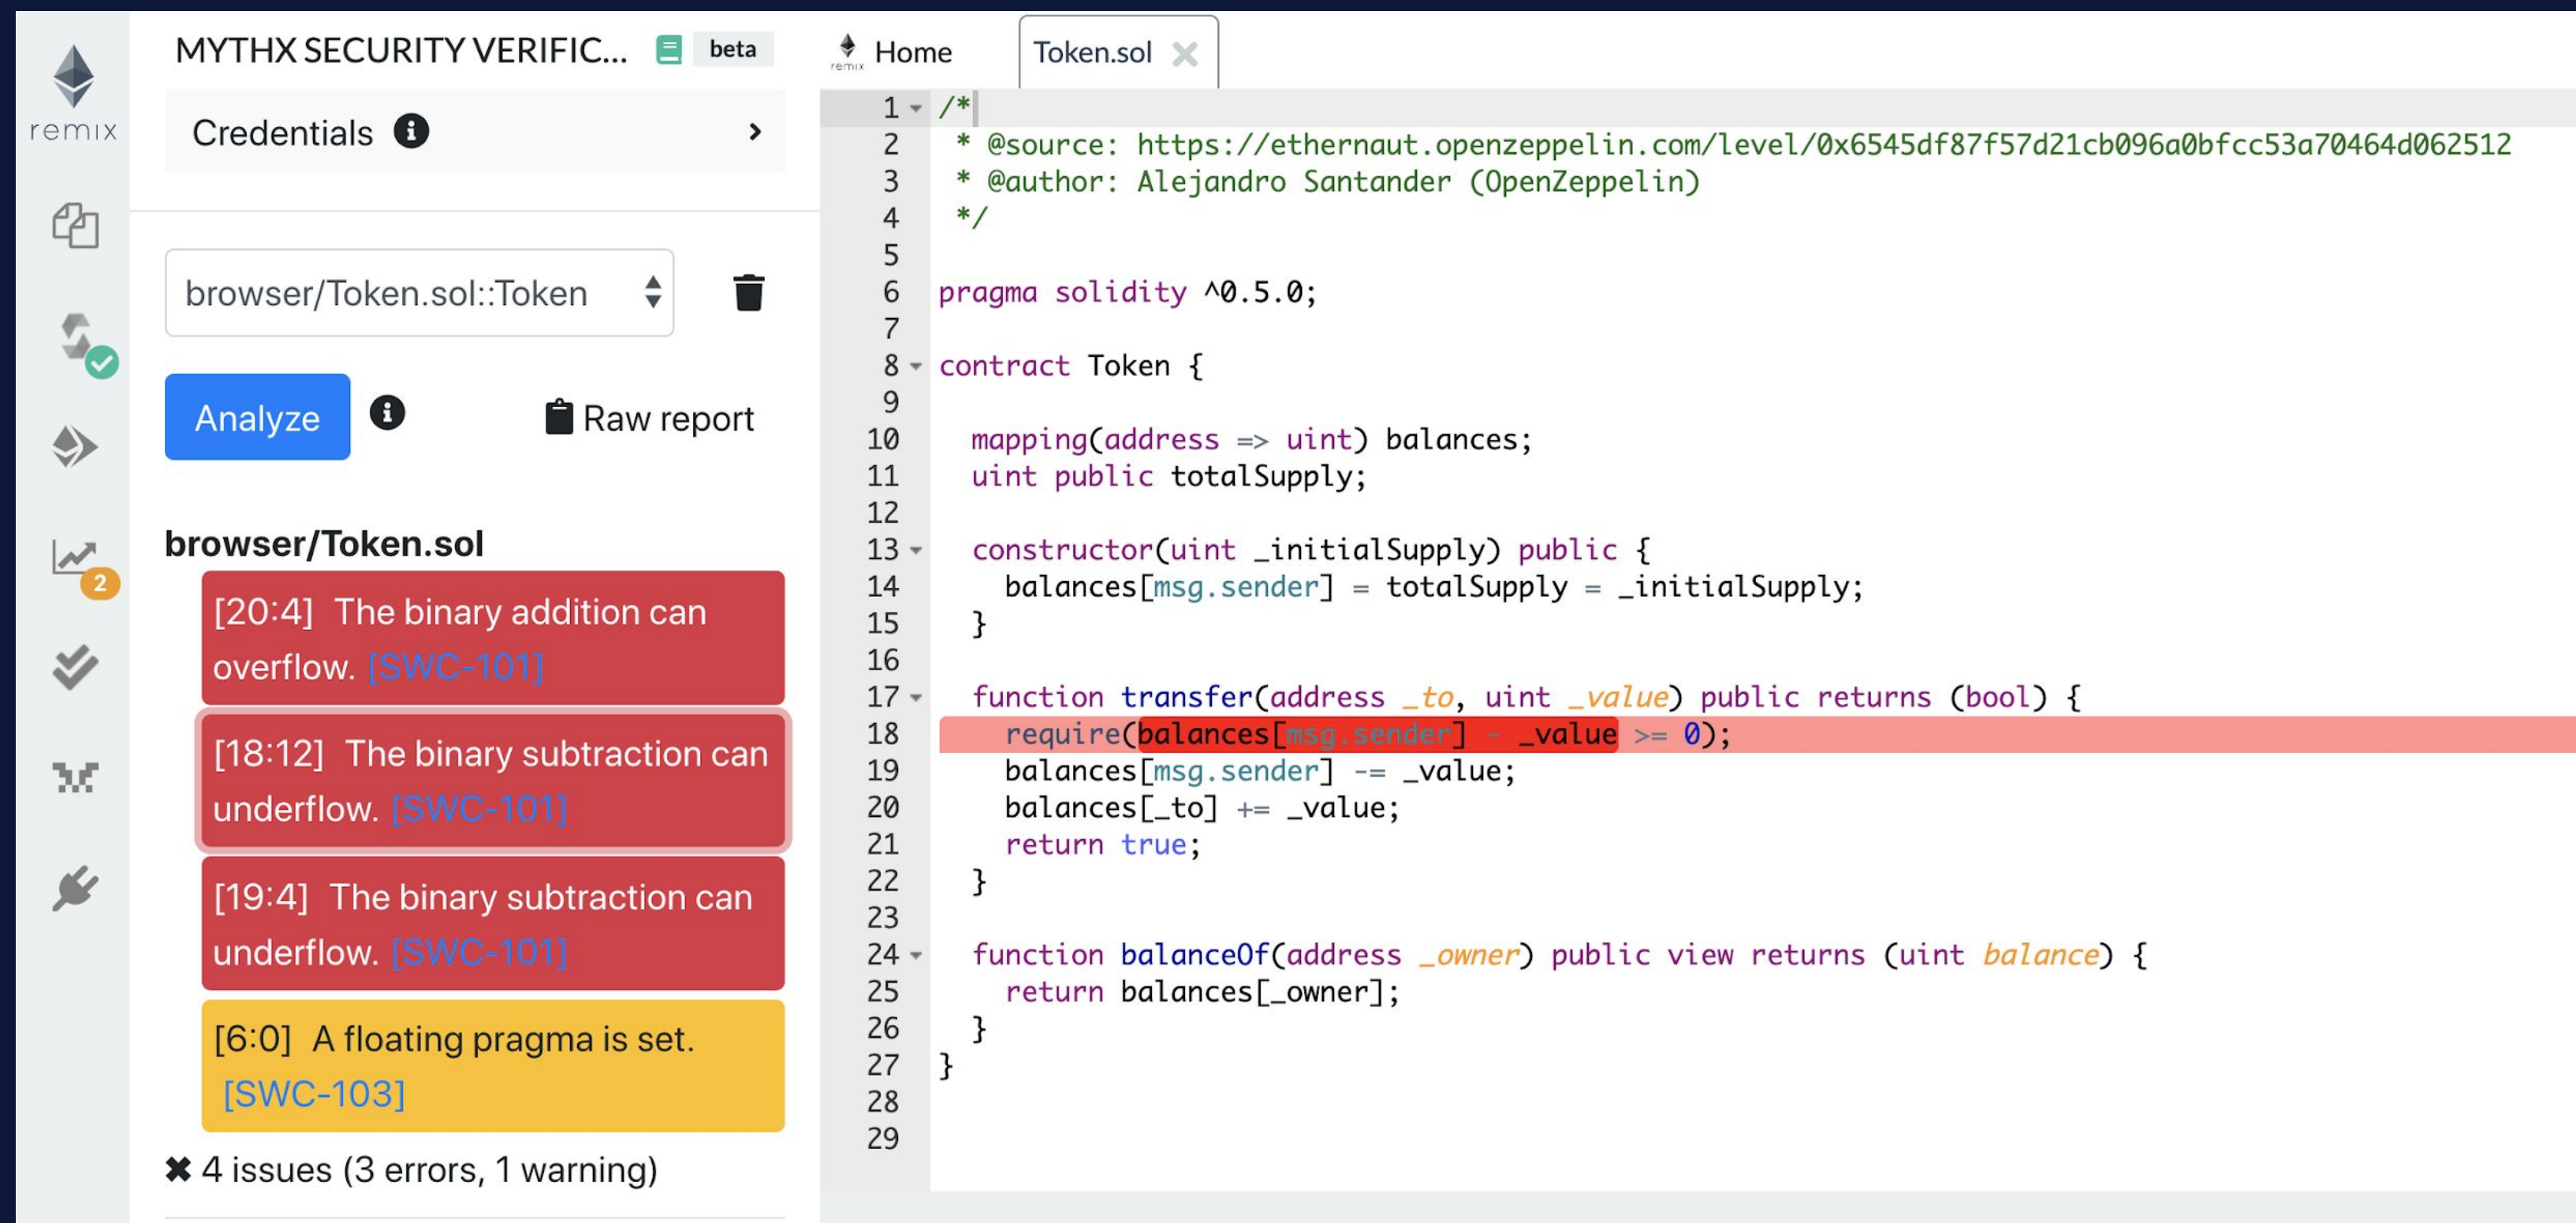 remix
MYTHX SECURITY VERIFIC... beta
Credentials
browser/Token.sol::Token
Analyze Raw report
2
browser/Token.sol
[20:4] The binary addition can
overflow. [SWC-101]
[18:12] The binary subtraction can
underflow. [SWC-101]
[19:4] The binary subtraction can
underflow. [SWC-101]
[6:0] A floating pragma is set.
[SWC-103]
4 issues (3 errors, 1 warning)
remix Home Token.sol
1 /*
2 * @source: https://ethernaut.openzeppelin.com/level/0x6545df87f57d21cb096a0bfcc53a70464d062512
3 * @author: Alejandro Santander (OpenZeppelin)
4 */
5
6 pragma solidity ^0.5.0;
7
8 contract Token {
9
10 mapping(address => uint) balances;
11 uint public totalSupply;
12
13 constructor(uint _initialSupply) public {
14 balances[msg.sender] = totalSupply = _initialSupply;
15 }
16
17 function transfer(address _to, uint _value) public returns (bool) {
18 require(balances[msg.sender] - _value >= 0);
19 balances[msg.sender] -= _value;
20 balances[_to] += _value;
21 return true;
22 }
23
24 function balanceOf(address _owner) public view returns (uint balance) {
25 return balances[_owner];
26 }
27 }
28
29